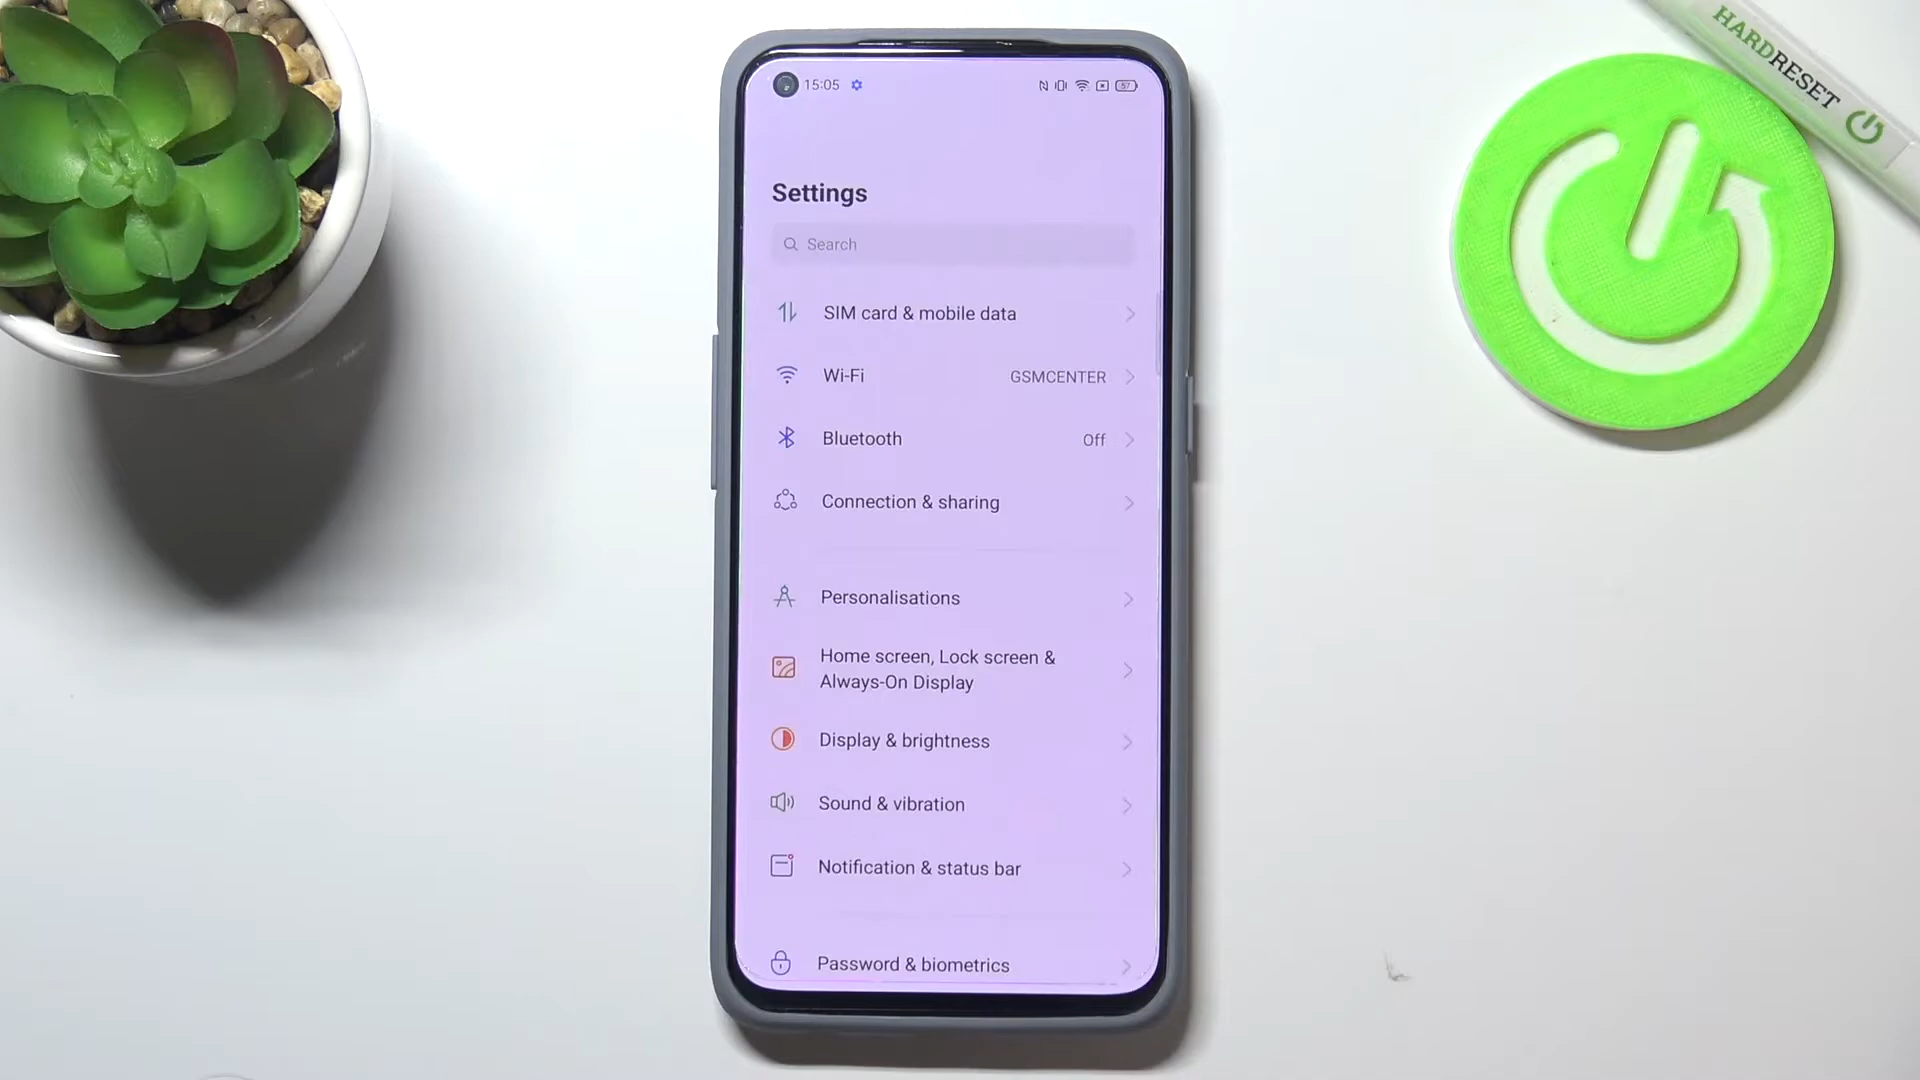 HARDRESET
15:05
57
Settings
Search
SIM card & mobile data
Wi-Fi GSMCENTER
Bluetooth Off
Connection & sharing
Personalisations
Home screen, Lock screen &
Always-On Display
Display & brightness
Sound & vibration
Notification & status bar
Password & biometrics